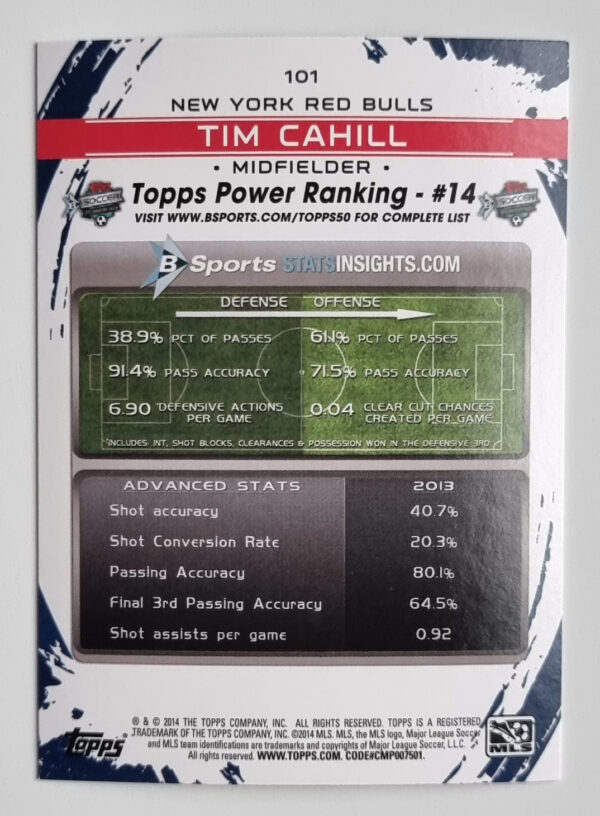 101
NEW YORK RED BULLS
TIM CAHILL
• MIDFIELDER •
Topps Power Ranking - #14
VISIT WWW.BSPORTS.COM/TOPPS50 FOR COMPLETE LIST
SOCCER
SOCCER
B Sports STATSINSIGHTS.COM
DEFENSE OFFENSE
38.9% PCT OF PASSES 61.1% PCT OF PASSES
91.4% PASS ACCURACY 71.5% PASS ACCURACY
6.90 *DEFENSIVE ACTIONS PER GAME 0.04 CLEAR CUT CHANCES CREATED PER GAME
*INCLUDES: INT, SHOT BLOCKS, CLEARANCES & POSSESSION WON IN THE DEFENSIVE 3RD
ADVANCED STATS 2013
Shot accuracy 40.7%
Shot Conversion Rate 20.3%
Passing Accuracy 80.1%
Final 3rd Passing Accuracy 64.5%
Shot assists per game 0.92
® & © 2014 THE TOPPS COMPANY, INC. ALL RIGHTS RESERVED. TOPPS IS A REGISTERED
TRADEMARK OF THE TOPPS COMPANY, INC. ©2014 MLS. MLS, the MLS logo, Major League Soccer
and MLS team identifications are trademarks and copyrights of Major League Soccer, L.L.C.
All rights reserved. WWW.TOPPS.COM. CODE#CMP007501.
Topps
MLS